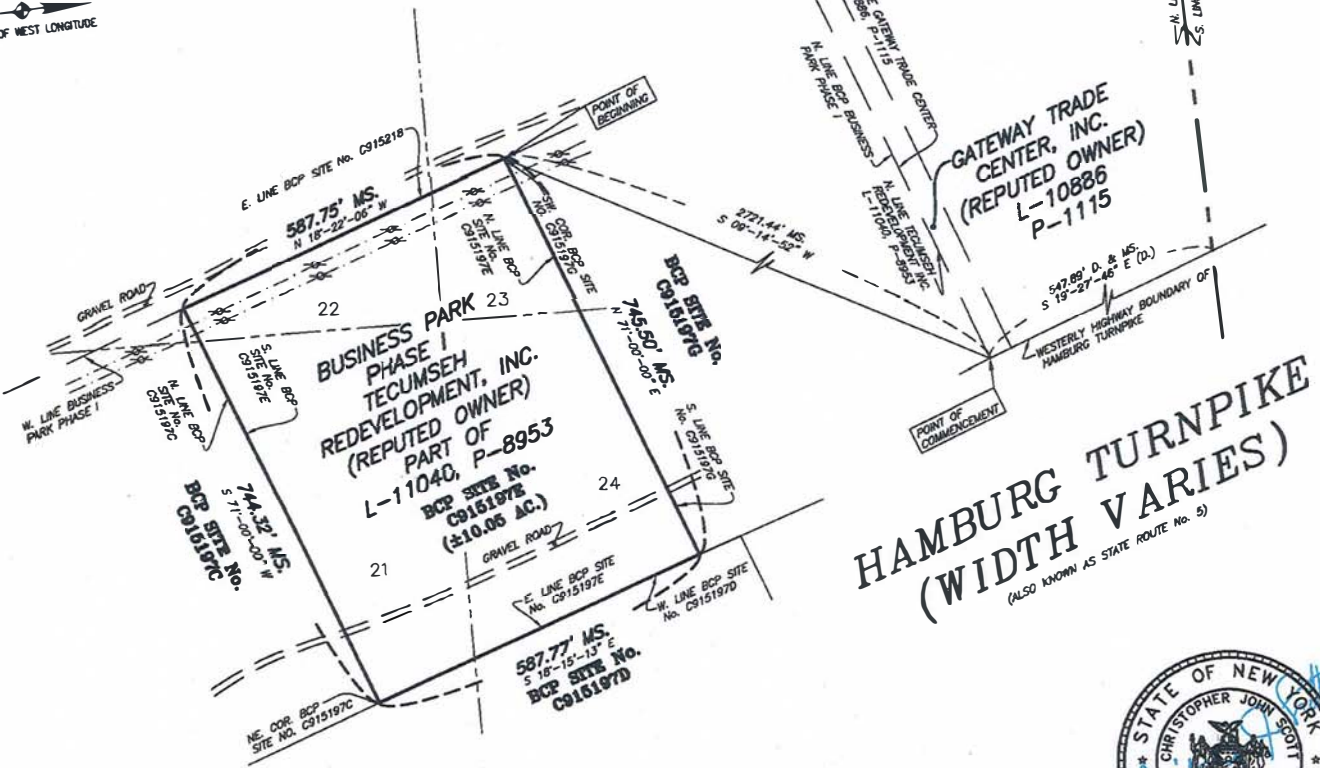 OF WEST LONGITUDE
POINT OF
BEGINNING
E. LINE BCP SITE No. C915218
587.75' MS.
N 18°-22'-06" W
GRAVEL ROAD
W. LINE BUSINESS
PARK PHASE I
N. LINE BCP
SITE No.
C915197C
S. LINE BCP
SITE No.
C915197E
N. LINE BCP
SITE No.
C915197E
SW. COR. BCP SITE
No. C915197G
22
23
24
21
BUSINESS PARK
PHASE I
TECUMSEH
REDEVELOPMENT, INC.
(REPUTED OWNER)
PART OF
L-11040, P-8953
BCP SITE No.
C915197E
(±10.05 AC.)
GRAVEL ROAD
745.50' MS.
N 71°-00'-00" E
BCP SITE No.
C915197G
S. LINE BCP SITE
No. C915197G
744.32' MS.
S 71°-00'-00" W
BCP SITE No.
C915197C
E. LINE BCP SITE
No. C915197E
W. LINE BCP SITE
No. C915197D
587.77' MS.
S 18°-15'-13" E
BCP SITE No.
C915197D
NE. COR. BCP
SITE NO. C915197C
2721.44' MS.
S 09°-14'-52" W
E GATEWAY TRADE CENTER
886, P-1115
N. LINE BCP BUSINESS
PARK PHASE I
N. LINE TECUMSEH
REDEVELOPMENT INC.
L-11040, P-8953
GATEWAY TRADE
CENTER, INC.
(REPUTED OWNER)
L-10886
P-1115
547.89' D. & MS.
S 19°-27'-46" E (D.)
WESTERLY HIGHWAY BOUNDARY OF
HAMBURG TURNPIKE
POINT OF
COMMENCEMENT
HAMBURG TURNPIKE
(WIDTH VARIES)
(ALSO KNOWN AS STATE ROUTE No. 5)
STATE OF NEW YORK
CHRISTOPHER JOHN SCOTT